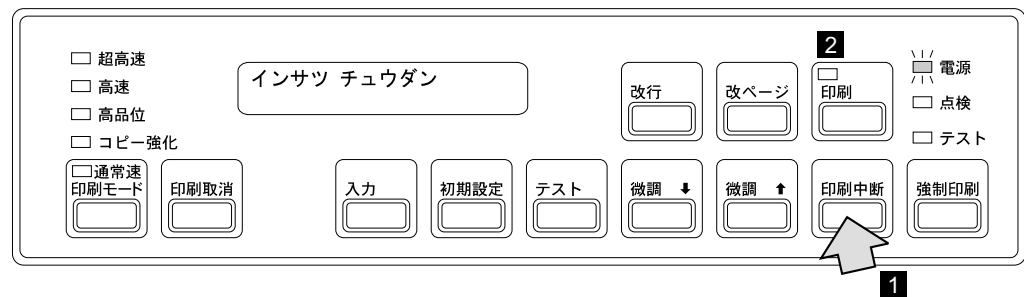 超高速
高速
高品位
コピー強化
通常速
印刷モード
印刷取消
インサツ チュウダン
入力
初期設定
テスト
改行
改ページ
2
印刷
微調 ⬇
微調 ⬆
印刷中断
強制印刷
電源
点検
テスト
1